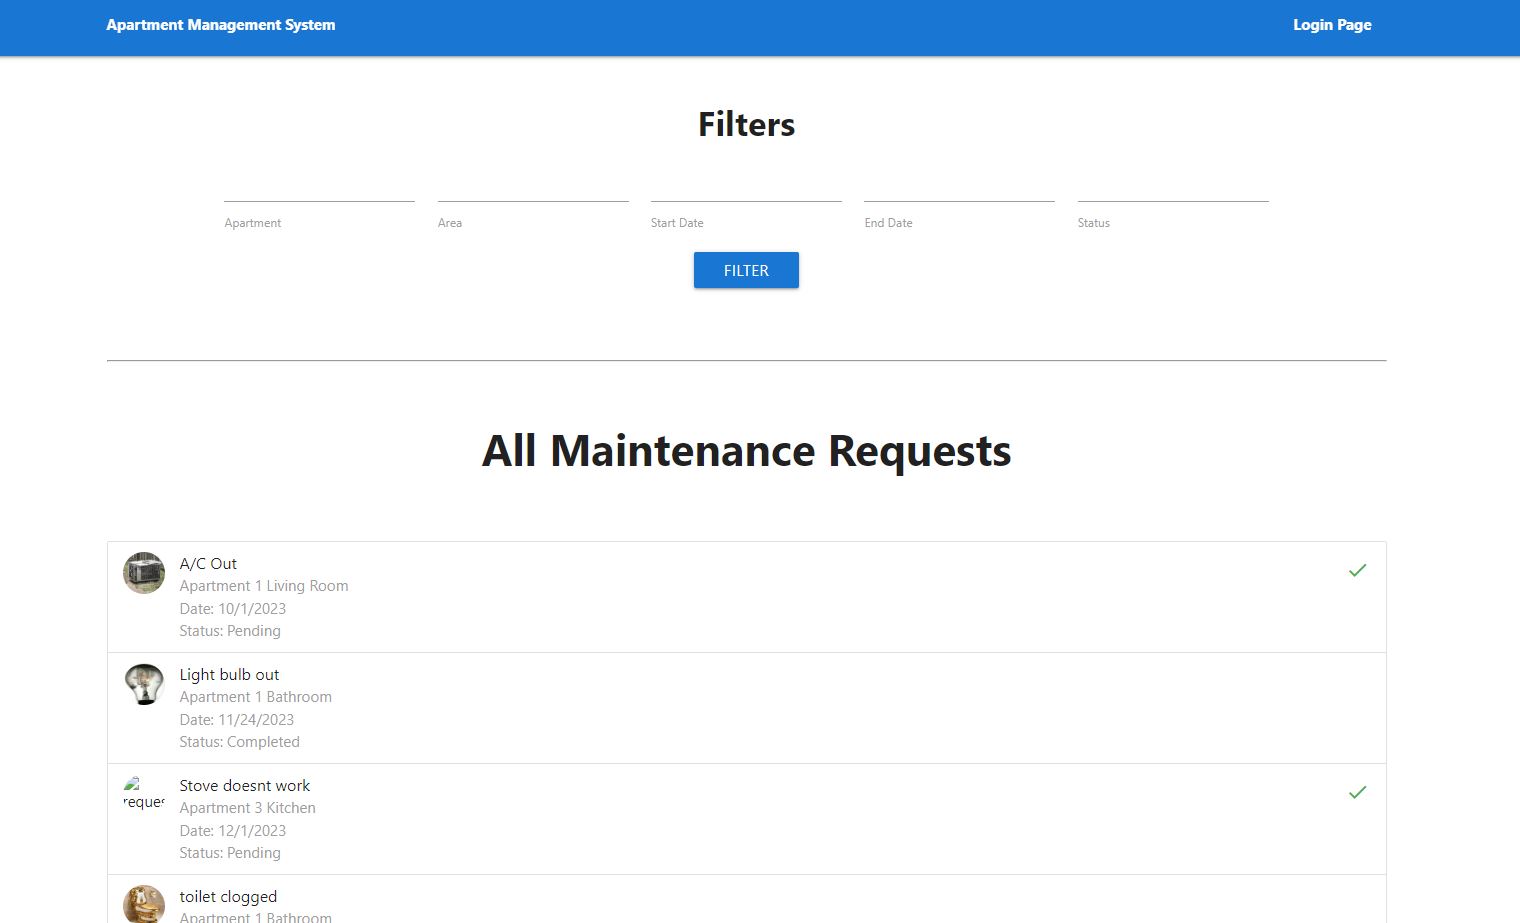 Apartment Management System
Login Page
Filters
Apartment
Area
Start Date
End Date
Status
FILTER
All Maintenance Requests
A/C Out
Apartment 1 Living Room
Date: 10/1/2023
Status: Pending
Light bulb out
Apartment 1 Bathroom
Date: 11/24/2023
Status: Completed
reques
Stove doesnt work
Apartment 3 Kitchen
Date: 12/1/2023
Status: Pending
toilet clogged
Apartment 1 Bathroom